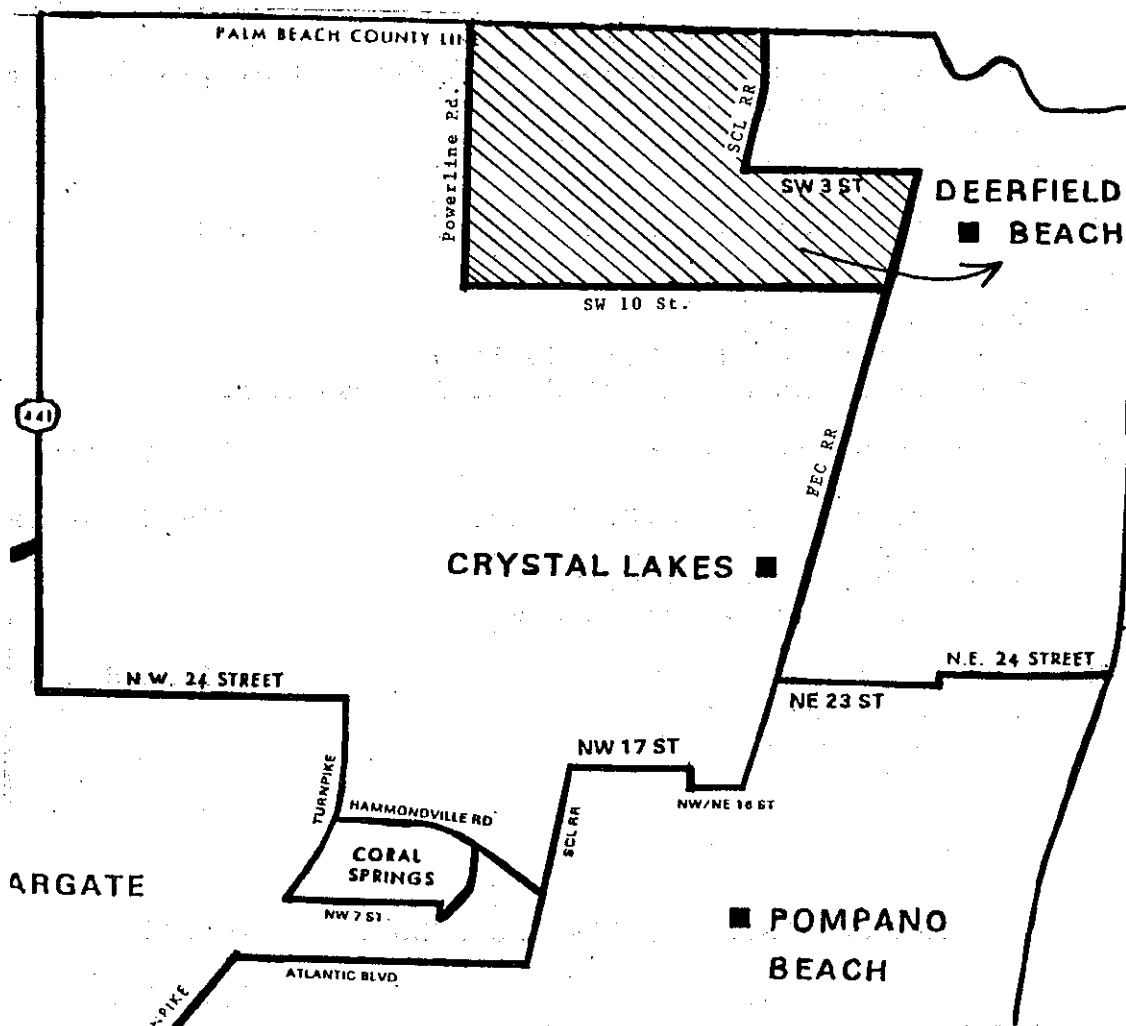 PALM BEACH COUNTY LIN
Powerline Rd.
SCL RR
SW 3 ST
DEERFIELD
BEACH
SW 10 St.
441
FEC RR
CRYSTAL LAKES
N.W. 24 STREET
N.E. 24 STREET
NE 23 ST
NW 17 ST
NW/NE 16 ST
TURNPIKE
HAMMONDVILLE RD
SCL RR
CORAL
SPRINGS
ARGATE
NW 7 ST.
POMPANO
BEACH
ATLANTIC BLVD
NPIKE